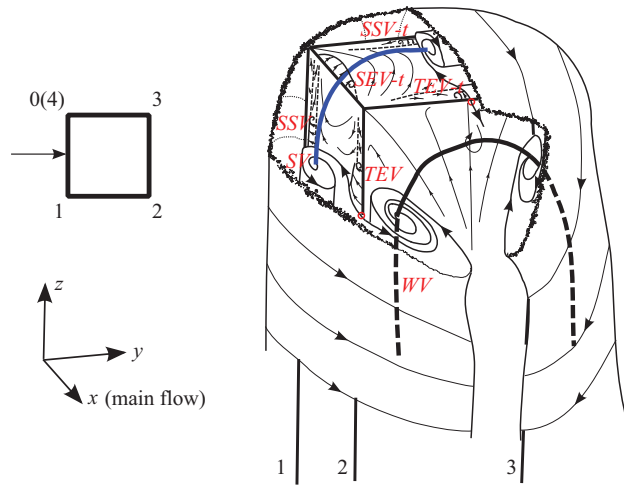 SSV-t
SEV-t
TEV-t
0(4) 3
SSV
SV
TEV
1 2
WV
z
y
x (main flow)
1 2 3